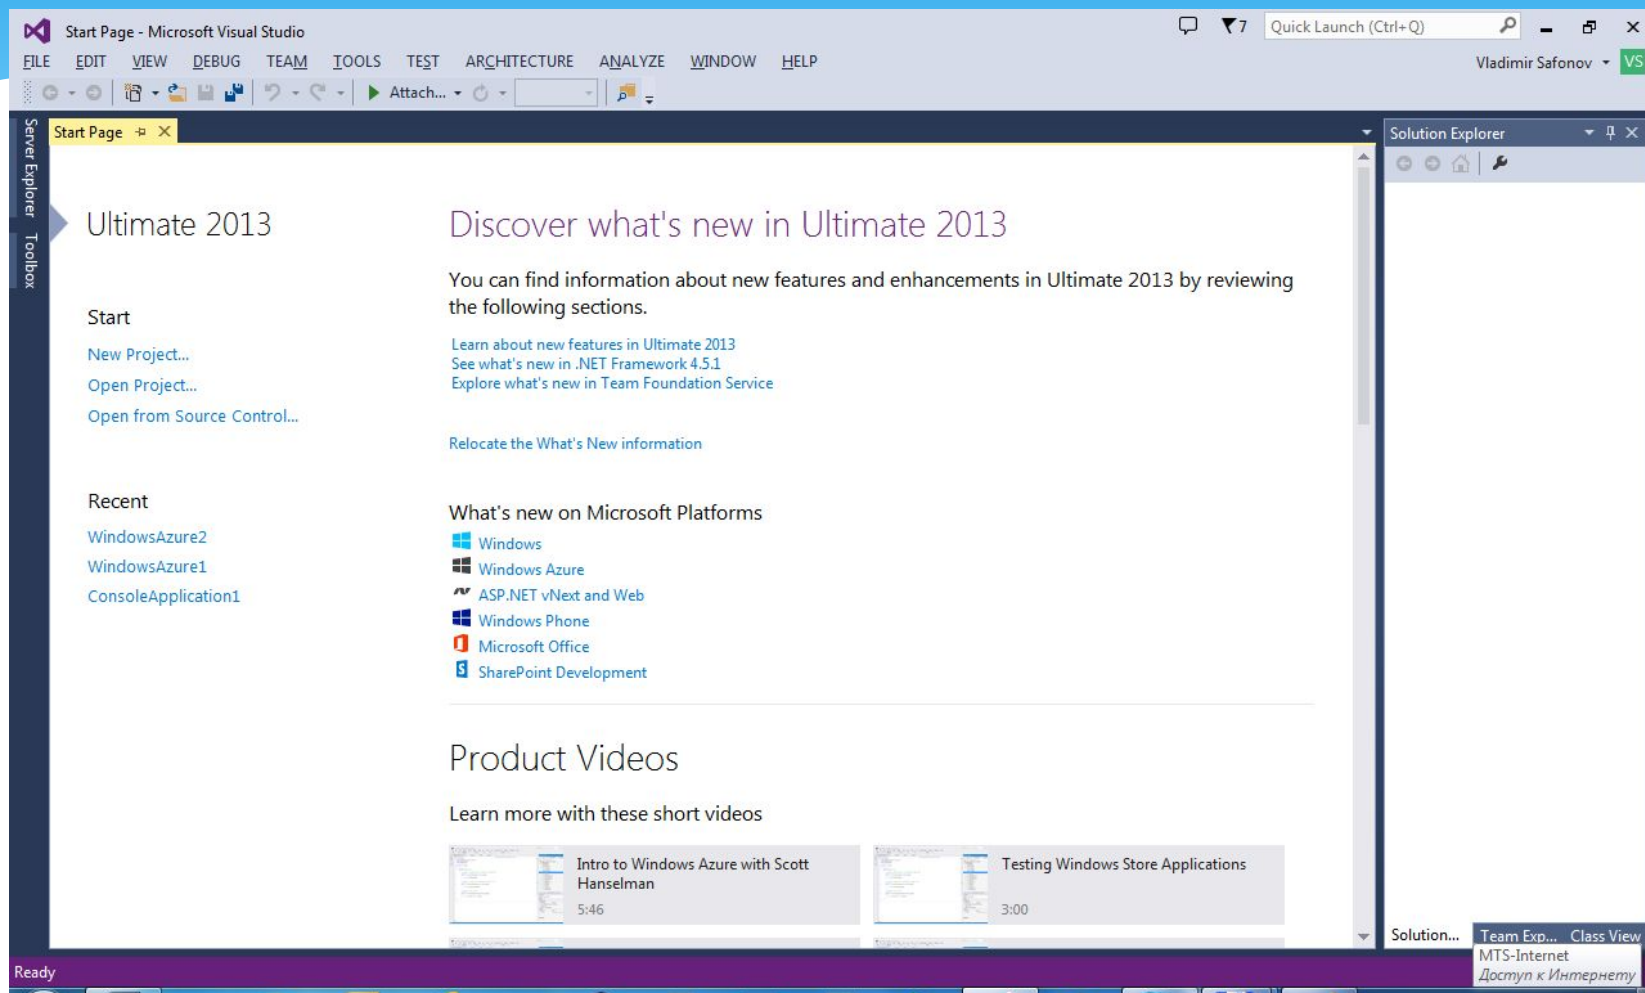 Start Page - Microsoft Visual Studio
7
Quick Launch (Ctrl+Q)
FILE EDIT VIEW DEBUG TEAM TOOLS TEST ARCHITECTURE ANALYZE WINDOW HELP
Vladimir Safonov
VS
Attach...
Server Explorer
Toolbox
Start Page
Ultimate 2013
Start
New Project...
Open Project...
Open from Source Control...
Recent
WindowsAzure2
WindowsAzure1
ConsoleApplication1
Discover what's new in Ultimate 2013
You can find information about new features and enhancements in Ultimate 2013 by reviewing
the following sections.
Learn about new features in Ultimate 2013
See what's new in .NET Framework 4.5.1
Explore what's new in Team Foundation Service
Relocate the What's New information
What's new on Microsoft Platforms
Windows
Windows Azure
ASP.NET vNext and Web
Windows Phone
Microsoft Office
SharePoint Development
Product Videos
Learn more with these short videos
Intro to Windows Azure with Scott
Hanselman
5:46
Testing Windows Store Applications
3:00
Solution Explorer
Solution...
Team Exp...
Class View
MTS-Internet
Доступ к Интернету
Ready